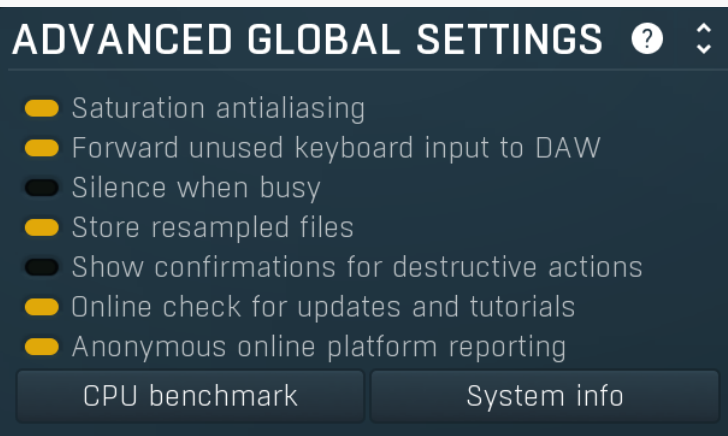 ADVANCED GLOBAL SETTINGS ?
Saturation antialiasing
Forward unused keyboard input to DAW
Silence when busy
Store resampled files
Show confirmations for destructive actions
Online check for updates and tutorials
Anonymous online platform reporting
CPU benchmark System info